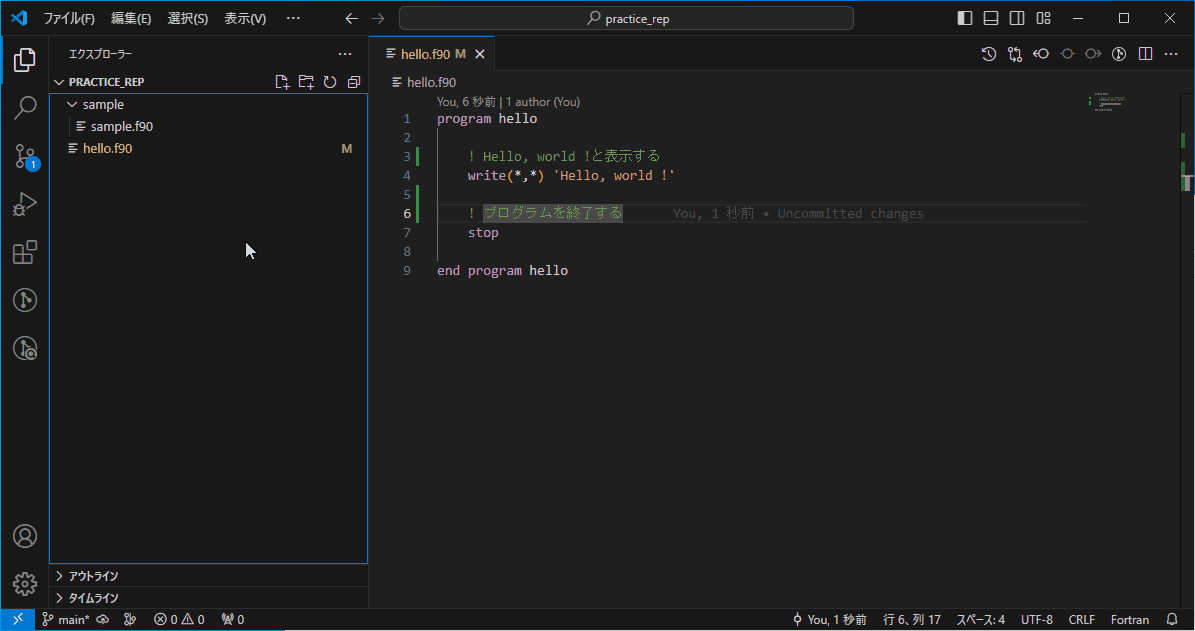 ファイル(F) 編集(E) 選択(S) 表示(V) ··· practice_rep
エクスプローラー ···
PRACTICE_REP
sample
sample.f90
hello.f90 M
アウトライン
タイムライン
hello.f90 M
hello.f90
You, 6 秒前 | 1 author (You)
1 program hello
2
3 ! Hello, world !と表示する
4 write(*,*) 'Hello, world !'
5
6 ! プログラムを終了する You, 1 秒前 • Uncommitted changes
7 stop
8
9 end program hello
1
main* 0 0 0 You, 1 秒前 行 6、列 17 スペース: 4 UTF-8 CRLF Fortran